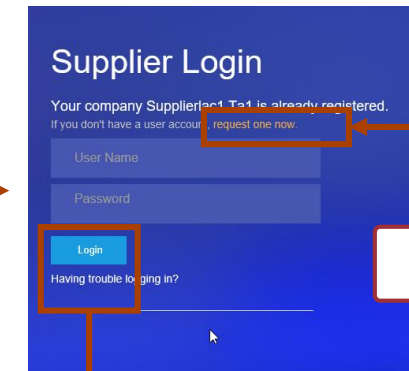 Supplier Login
Your company Supplierlac1 Ta1 is already registered.
If you don't have a user account, request one now.
User Name
Password
Login
Having trouble logging in?